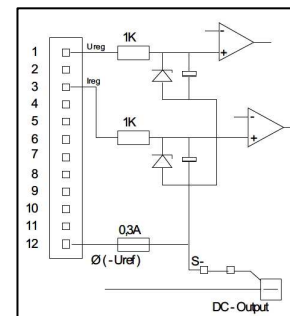 1 Ureg 1K
2
3 Ireg
4
5 1K
6
7
8
9
10
11
12 0,3A
Ø (-Uref)
S-
DC - Output
- +
- +